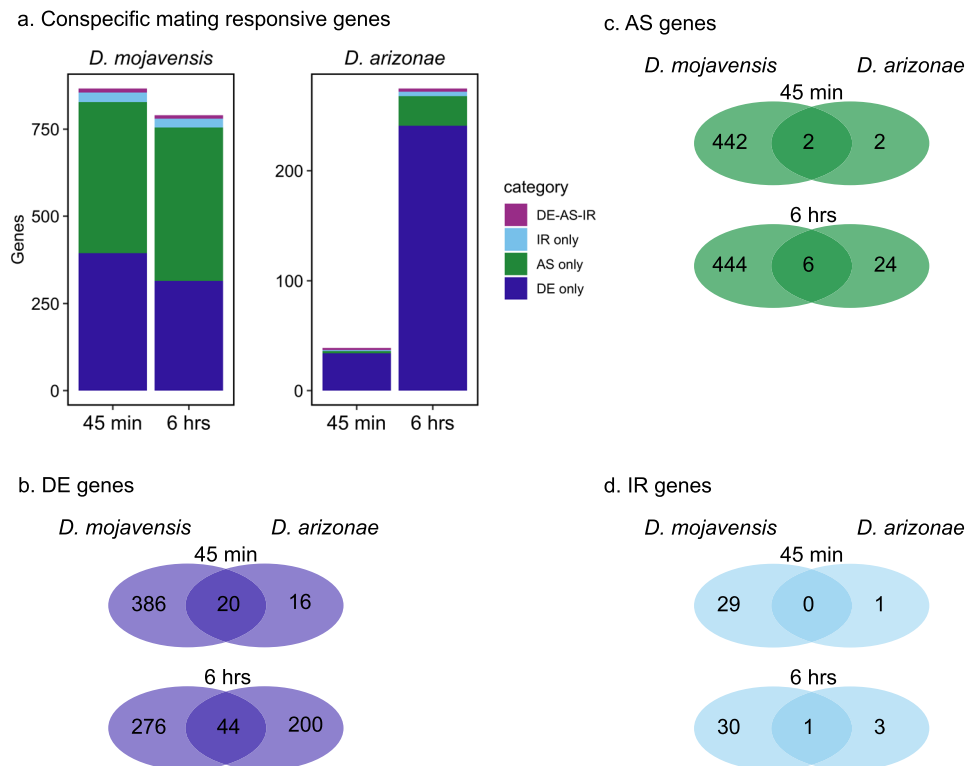 a. Conspecific mating responsive genes
D. mojavensis
D. arizonae
Genes
750
500
250
0
200
100
0
45 min
6 hrs
45 min
6 hrs
category
DE-AS-IR
IR only
AS only
DE only
c. AS genes
D. mojavensis
D. arizonae
45 min
442
2
2
6 hrs
444
6
24
b. DE genes
D. mojavensis
D. arizonae
45 min
386
20
16
6 hrs
276
44
200
d. IR genes
D. mojavensis
D. arizonae
45 min
29
0
1
6 hrs
30
1
3